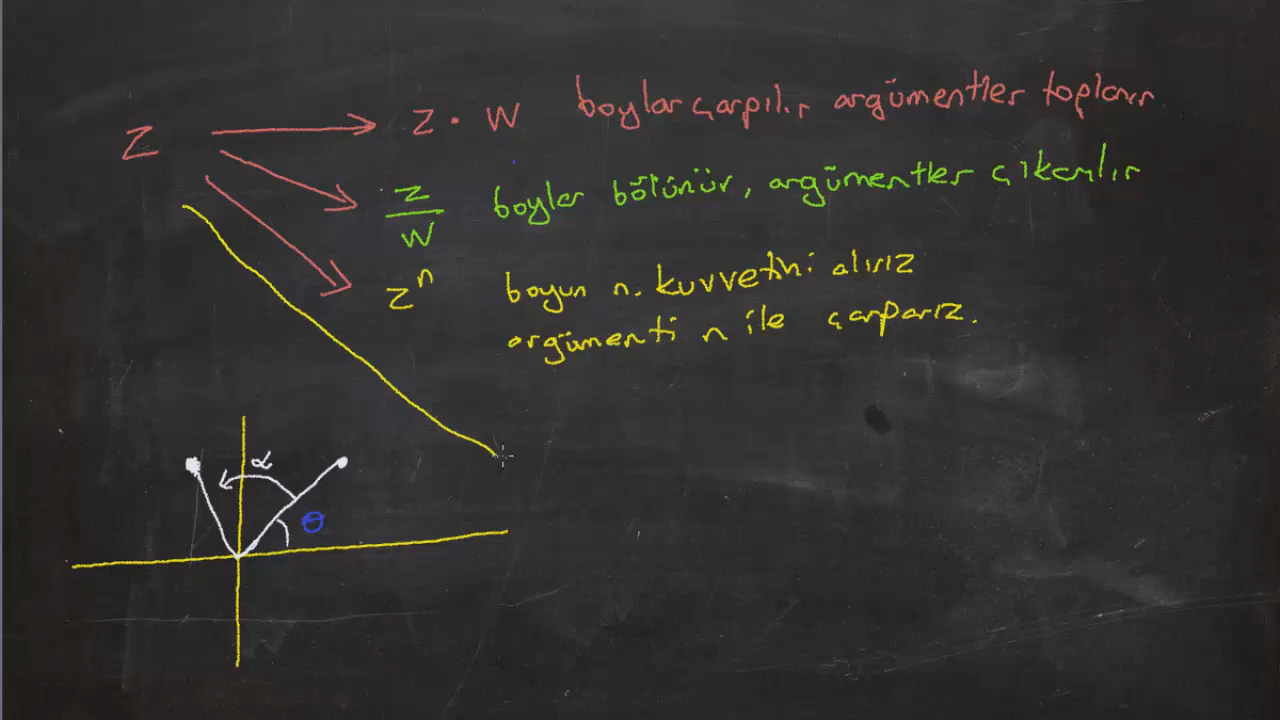 Z z . w boylar çarpılır argümentler toplanır
z/w boylar bölünür, argümentler çıkarılır
z^n boyun n. kuvvetini alırız
argümenti n ile çarparız.
α
θ